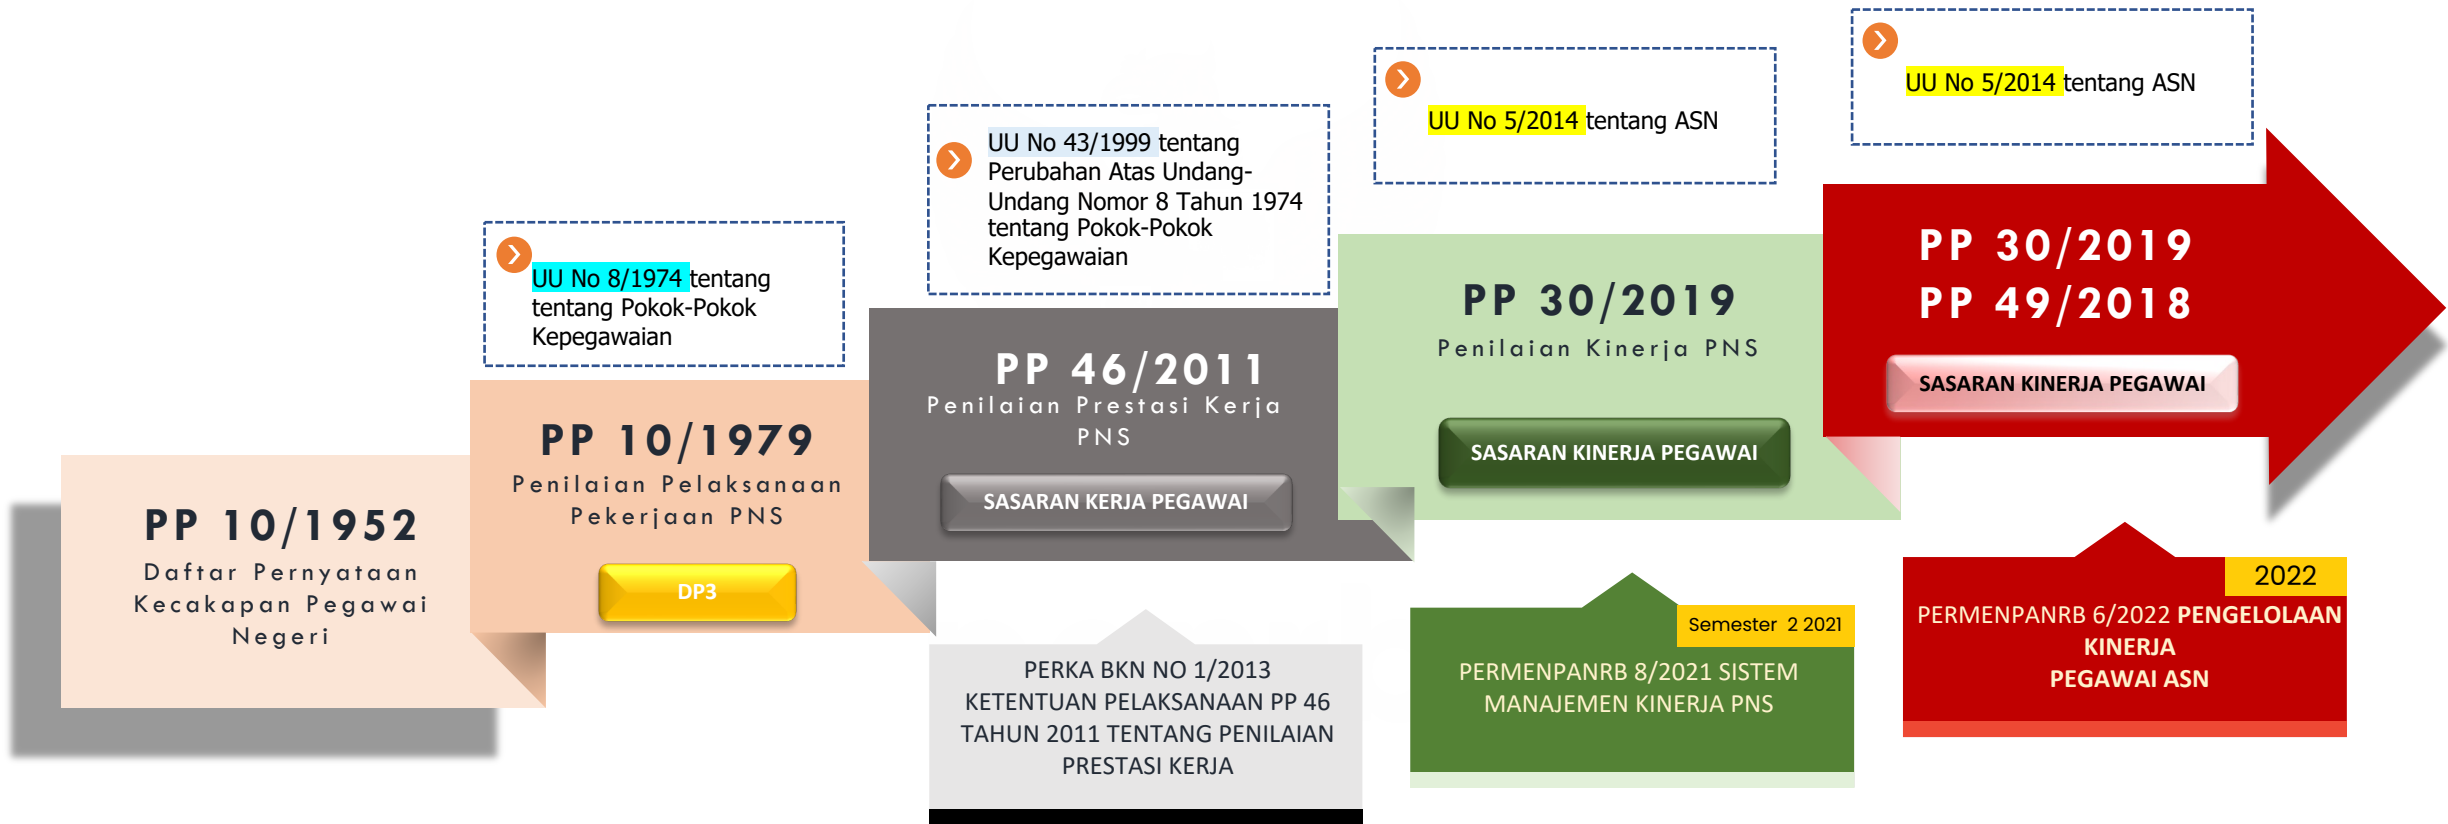 PP 10/1952
Daftar Pernyataan
Kecakapan Pegawai
Negeri
UU No 8/1974 tentang
tentang Pokok-Pokok
Kepegawaian
PP 10/1979
Penilaian Pelaksanaan
Pekerjaan PNS
DP3
UU No 43/1999 tentang
Perubahan Atas Undang-
Undang Nomor 8 Tahun 1974
tentang Pokok-Pokok
Kepegawaian
PP 46/2011
Penilaian Prestasi Kerja
PNS
SASARAN KERJA PEGAWAI
PERKA BKN NO 1/2013
KETENTUAN PELAKSANAAN PP 46
TAHUN 2011 TENTANG PENILAIAN
PRESTASI KERJA
UU No 5/2014 tentang ASN
PP 30/2019
Penilaian Kinerja PNS
SASARAN KINERJA PEGAWAI
Semester 2 2021
PERMENPANRB 8/2021 SISTEM
MANAJEMEN KINERJA PNS
UU No 5/2014 tentang ASN
PP 30/2019
PP 49/2018
SASARAN KINERJA PEGAWAI
2022
PERMENPANRB 6/2022 PENGELOLAAN
KINERJA
PEGAWAI ASN